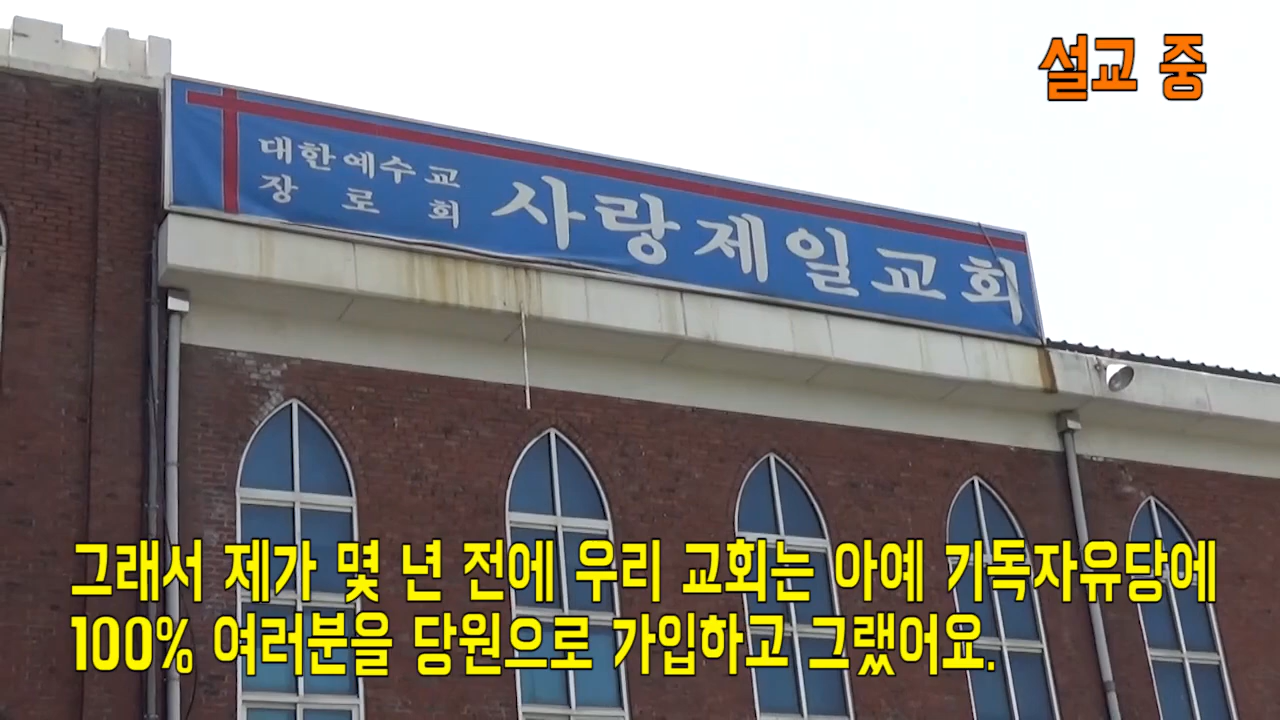 설교 중
대한예수교
장로회
사랑제일교회
그래서 제가 몇 년 전에 우리 교회는 아예 기독자유당에
100% 여러분을 당원으로 가입하고 그랬어요.